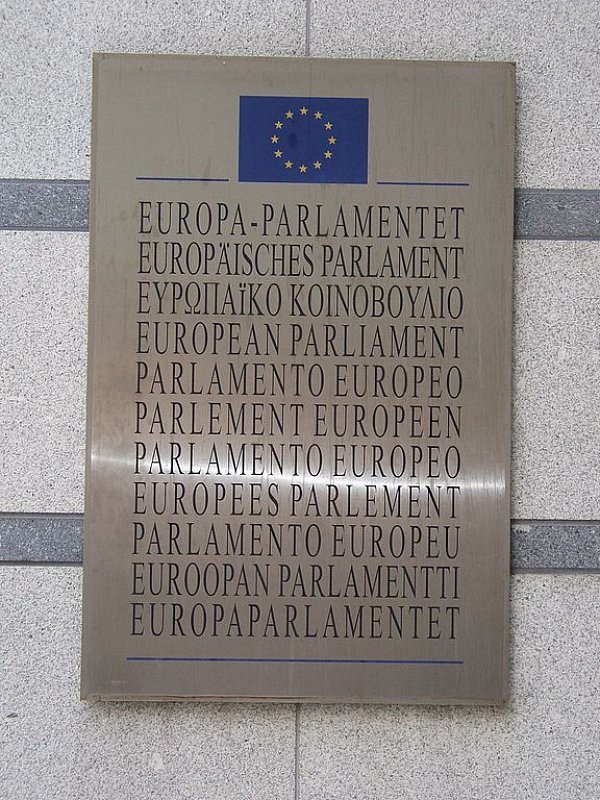 EUROPA-PARLAMENTET
EUROPÄISCHES PARLAMENT
ΕΥΡΩΠΑϊΚΟ ΚΟΙΝΟΒΟΥΛΙΟ
EUROPEAN PARLIAMENT
PARLAMENTO EUROPEO
PARLEMENT EUROPEEN
PARLAMENTO EUROPEO
EUROPEES PARLEMENT
PARLAMENTO EUROPEU
EUROOPAN PARLAMENTTI
EUROPAPARLAMENTET